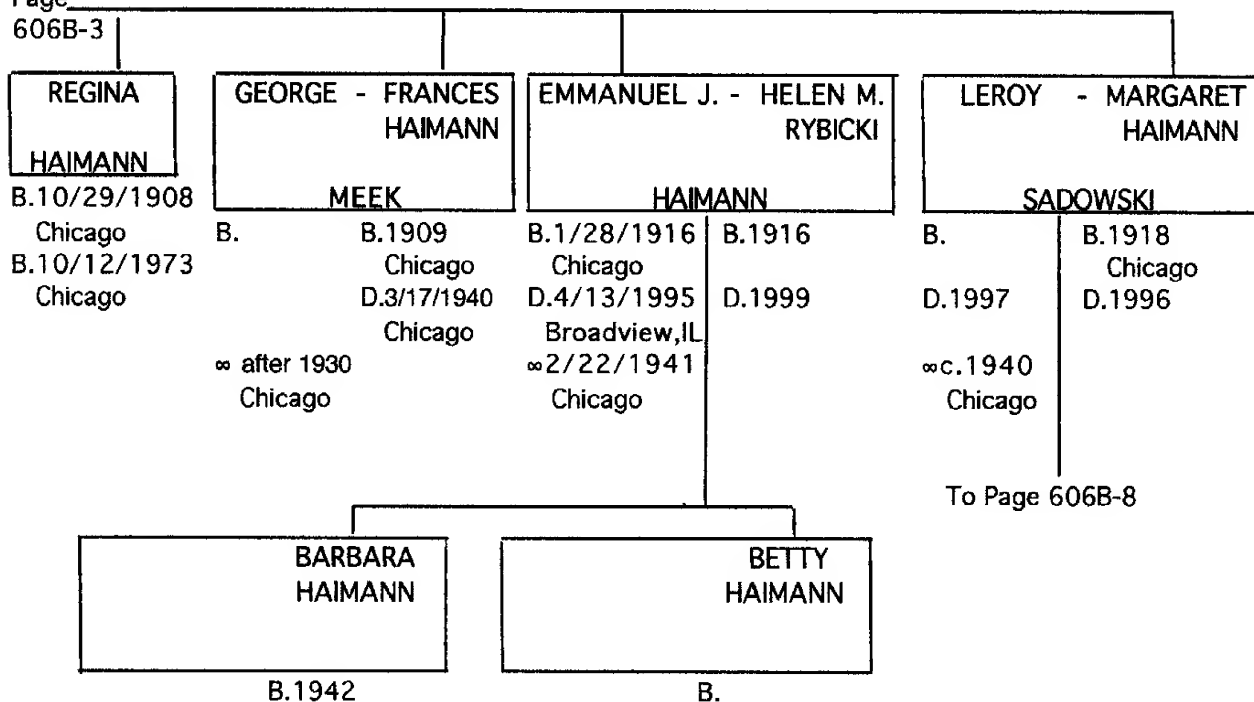 Page
606B-3
REGINA
HAIMANN
B.10/29/1908
Chicago
B.10/12/1973
Chicago
GEORGE - FRANCES
HAIMANN
MEEK
B. B.1909
Chicago
D.3/17/1940
Chicago
∞ after 1930
Chicago
EMMANUEL J. - HELEN M.
RYBICKI
HAIMANN
B.1/28/1916 B.1916
Chicago
D.4/13/1995 D.1999
Broadview,IL
∞2/22/1941
Chicago
LEROY - MARGARET
HAIMANN
SADOWSKI
B. B.1918
Chicago
D.1997 D.1996
∞c.1940
Chicago
To Page 606B-8
BARBARA
HAIMANN
B.1942
BETTY
HAIMANN
B.